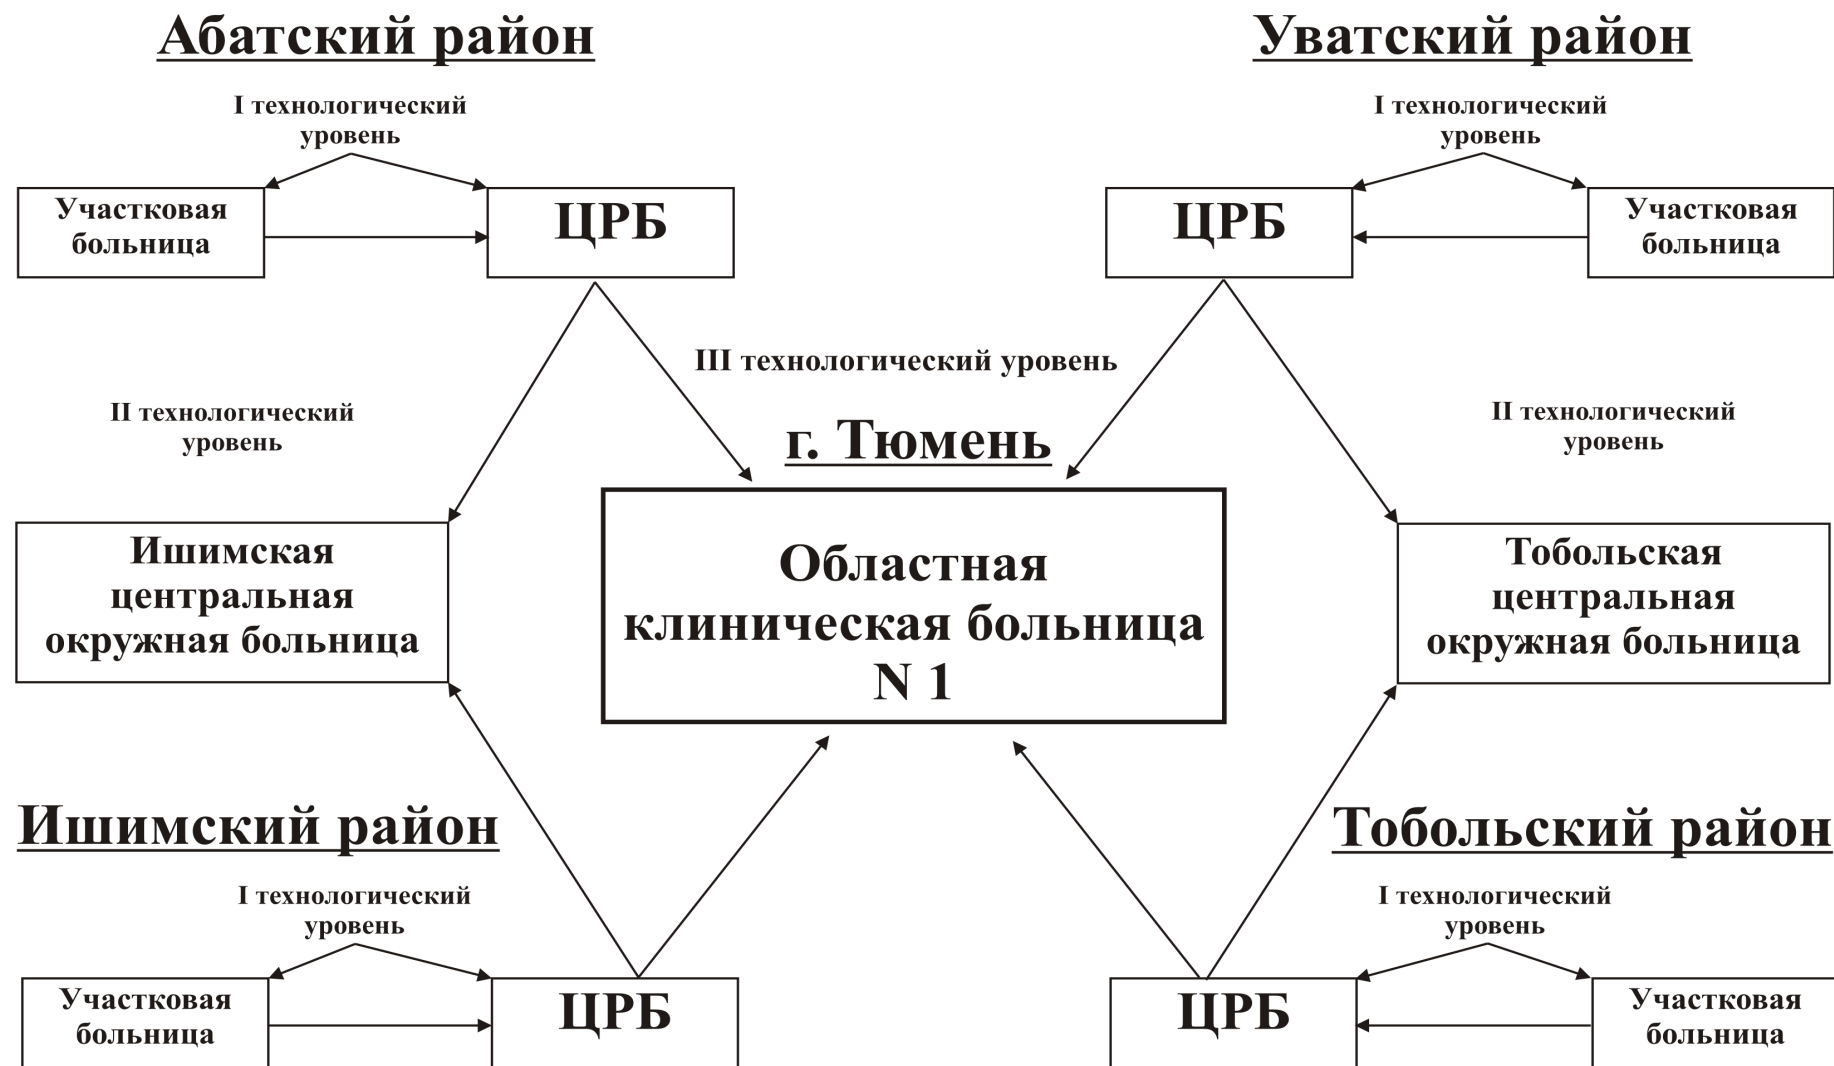 Абатский район
Уватский район
I технологический
уровень
I технологический
уровень
Участковая
больница
ЦРБ
ЦРБ
Участковая
больница
III технологический уровень
II технологический
уровень
II технологический
уровень
г. Тюмень
Ишимская
центральная
окружная больница
Областная
клиническая больница
N 1
Тобольская
центральная
окружная больница
Ишимский район
Тобольский район
I технологический
уровень
I технологический
уровень
Участковая
больница
ЦРБ
ЦРБ
Участковая
больница